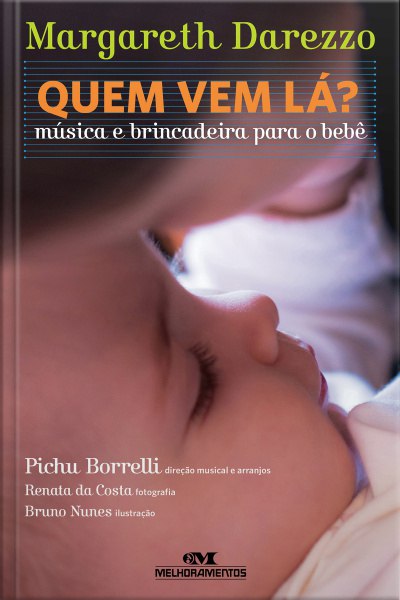 Margareth Darezzo
QUEM VEM LÁ?
música e brincadeira para o bebê
Pichu Borrelli direção musical e arranjos
Renata da Costa fotografia
Bruno Nunes ilustração
M
MELHORAMENTOS